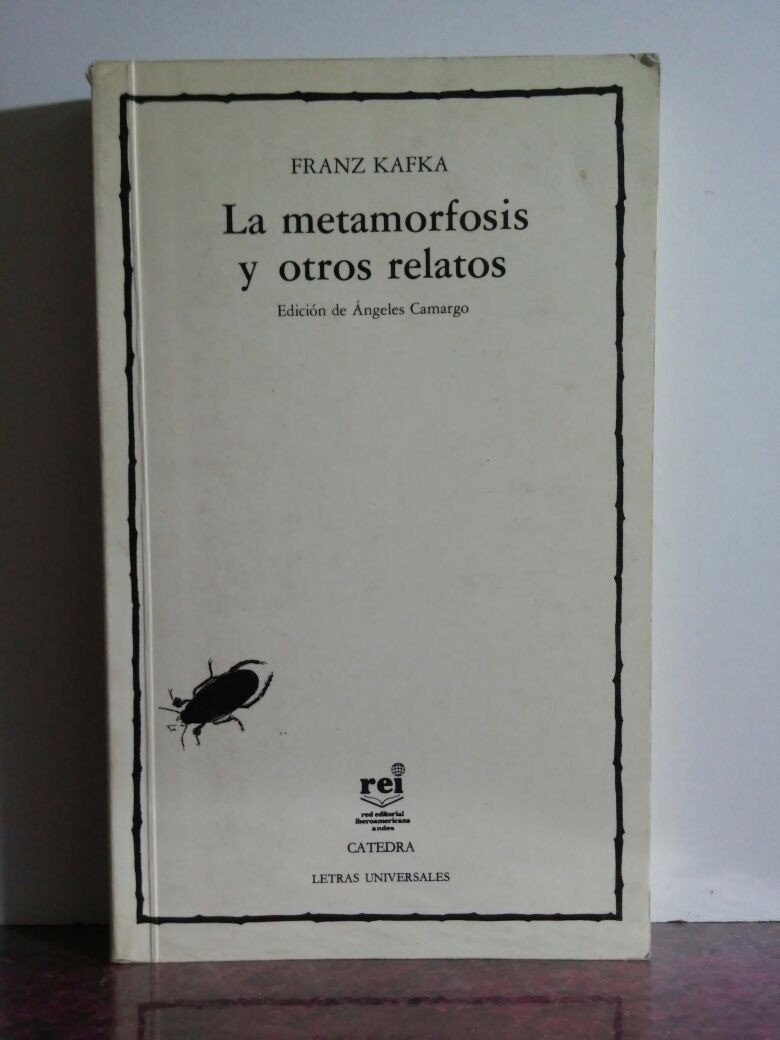 FRANZ KAFKA
La metamorfosis
y otros relatos
Edición de Ángeles Camargo
rei
red editorial
iberoamericana
andes
CATEDRA
LETRAS UNIVERSALES